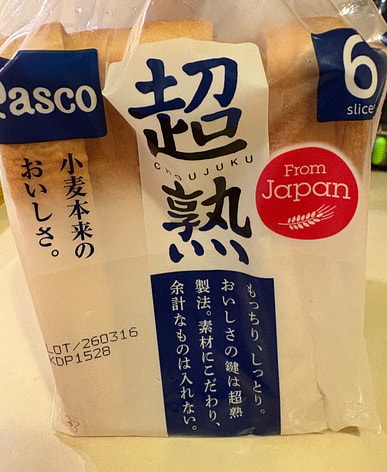 Pasco
超熟
CHOUJUKU
6
slices
From
Japan
小麦本来の
おいしさ。
もっちり、しっとり。
おいしさの鍵は超熟
製法。素材にこだわり、
余計なものは入れない。
LOT/260316
KDP1528